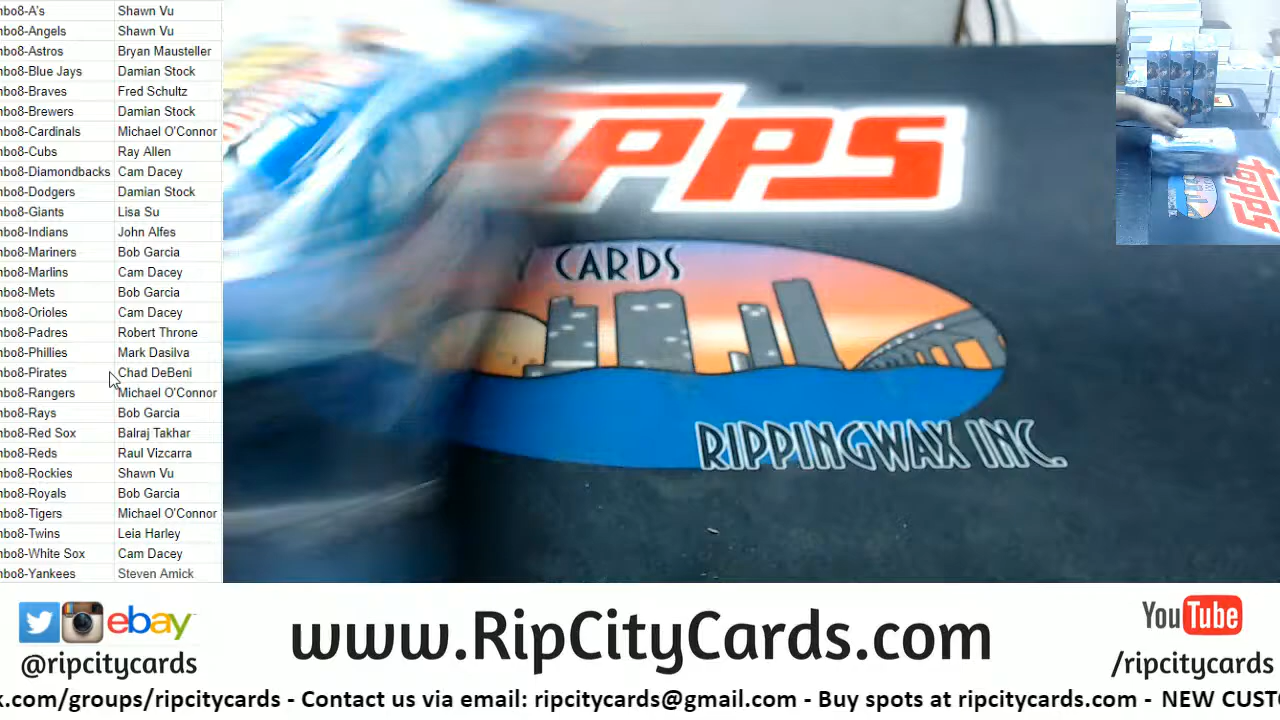 nbo8-A's Shawn Vu
nbo8-Angels Shawn Vu
nbo8-Astros Bryan Mausteller
nbo8-Blue Jays Damian Stock
nbo8-Braves Fred Schultz
nbo8-Brewers Damian Stock
nbo8-Cardinals Michael O'Connor
nbo8-Cubs Ray Allen
nbo8-Diamondbacks Cam Dacey
nbo8-Dodgers Damian Stock
nbo8-Giants Lisa Su
nbo8-Indians John Alfes
nbo8-Mariners Bob Garcia
nbo8-Marlins Cam Dacey
nbo8-Mets Bob Garcia
nbo8-Orioles Cam Dacey
nbo8-Padres Robert Throne
nbo8-Phillies Mark Dasilva
nbo8-Pirates Chad DeBeni
nbo8-Rangers Michael O'Connor
nbo8-Rays Bob Garcia
nbo8-Red Sox Balraj Takhar
nbo8-Reds Raul Vizcarra
nbo8-Rockies Shawn Vu
nbo8-Royals Bob Garcia
nbo8-Tigers Michael O'Connor
nbo8-Twins Leia Harley
nbo8-White Sox Cam Dacey
nbo8-Yankees Steven Amick
OPPS
Y CARDS
RIPPINGWAX INC.
TOPPS
ebay
@ripcitycards
www.RipCityCards.com
YouTube
/ripcitycards
k.com/groups/ripcitycards - Contact us via email: ripcitycards@gmail.com - Buy spots at ripcitycards.com - NEW CUSTO